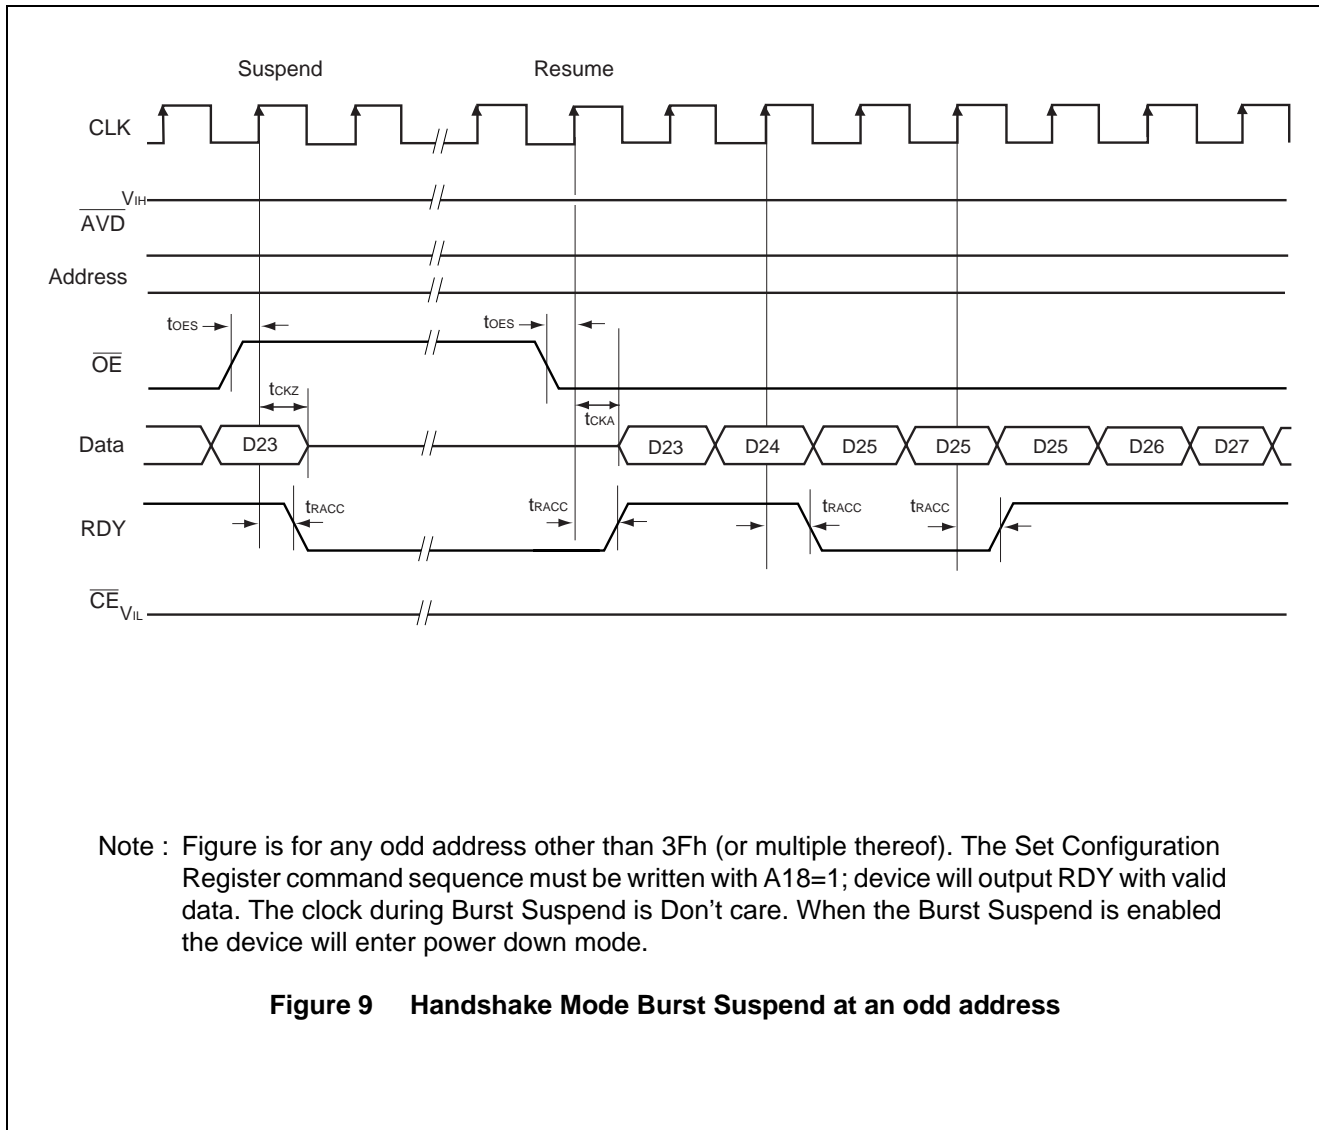 Suspend Resume
CLK
VIH
AVD
Address
tOES tOES
OE
tCKZ
tCKA
Data D23 D23 D24 D25 D25 D25 D26 D27
tRACC tRACC tRACC tRACC
RDY
CE VIL
Note : Figure is for any odd address other than 3Fh (or multiple thereof). The Set Configuration
Register command sequence must be written with A18=1; device will output RDY with valid
data. The clock during Burst Suspend is Don't care. When the Burst Suspend is enabled
the device will enter power down mode.
Figure 9 Handshake Mode Burst Suspend at an odd address